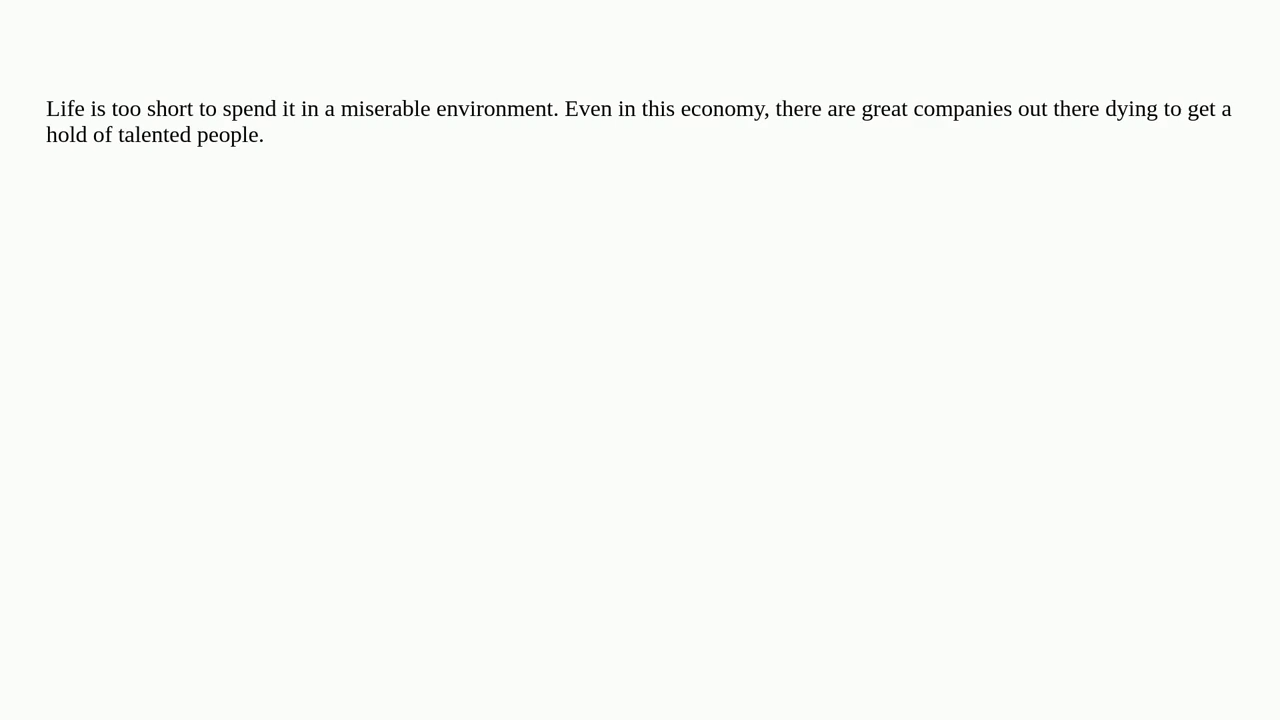 Life is too short to spend it in a miserable environment. Even in this economy, there are great companies out there dying to get a
hold of talented people.